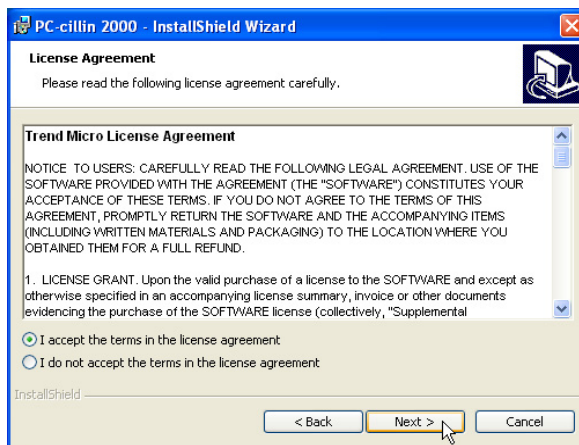 PC-cillin 2000 - InstallShield Wizard
License Agreement
Please read the following license agreement carefully.
Trend Micro License Agreement
NOTICE TO USERS: CAREFULLY READ THE FOLLOWING LEGAL AGREEMENT. USE OF THE
SOFTWARE PROVIDED WITH THE AGREEMENT (THE "SOFTWARE") CONSTITUTES YOUR
ACCEPTANCE OF THESE TERMS. IF YOU DO NOT AGREE TO THE TERMS OF THIS
AGREEMENT, PROMPTLY RETURN THE SOFTWARE AND THE ACCOMPANYING ITEMS
(INCLUDING WRITTEN MATERIALS AND PACKAGING) TO THE LOCATION WHERE YOU
OBTAINED THEM FOR A FULL REFUND.
1. LICENSE GRANT. Upon the valid purchase of a license to the SOFTWARE and except as
otherwise specified in an accompanying license summary, invoice or other documents
evidencing the purchase of the SOFTWARE license (collectively, "Supplemental
I accept the terms in the license agreement
I do not accept the terms in the license agreement
InstallShield
< Back Next > Cancel